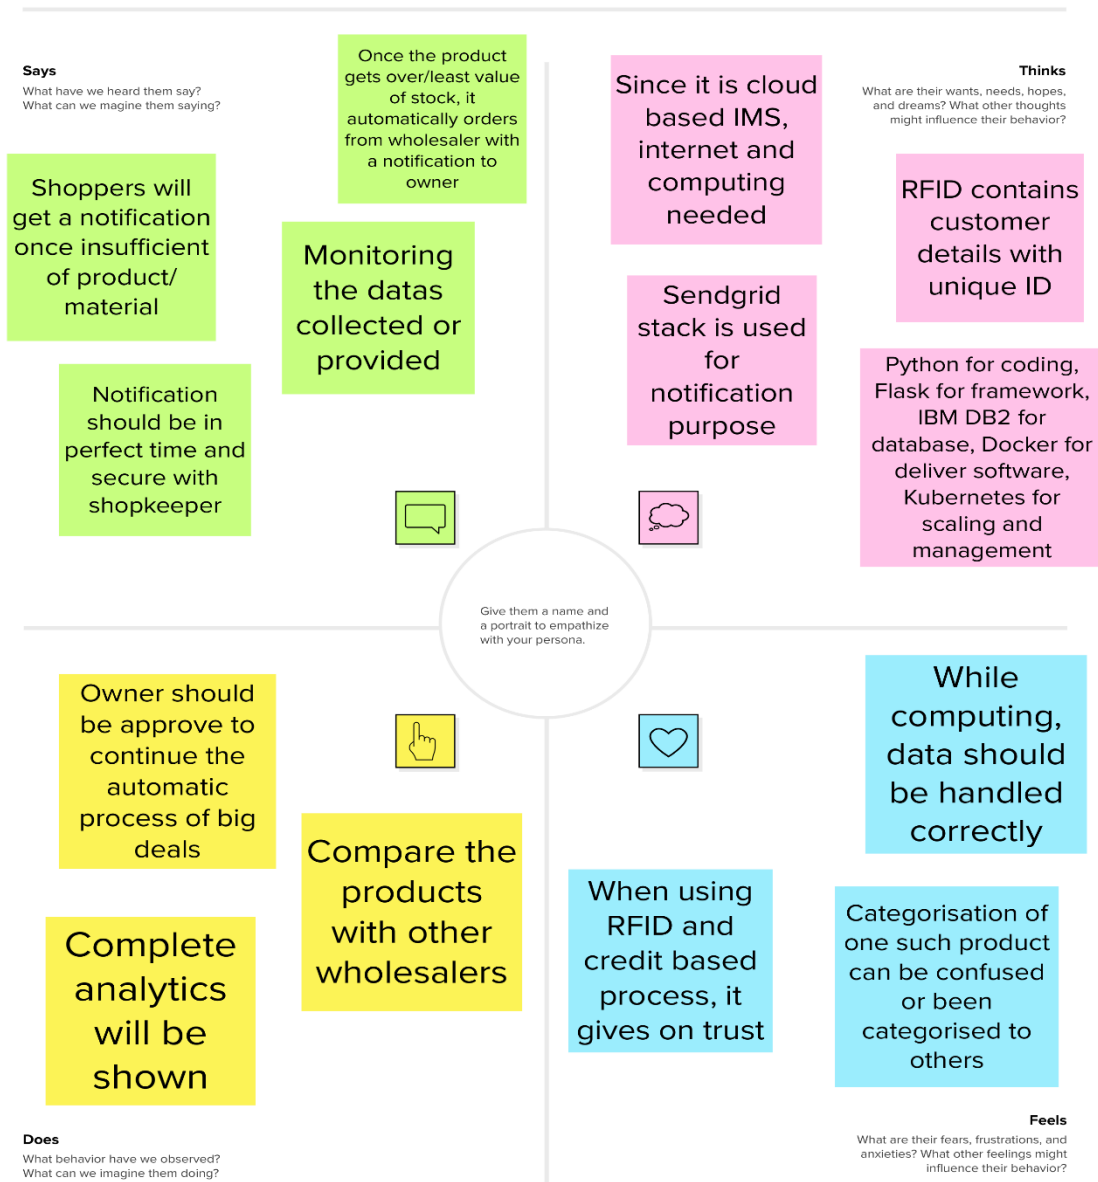 Says
What have we heard them say?
What can we magine them saying?
Once the product
gets over/least value
of stock, it
automatically orders
from wholesaler with
a notification to
owner
Shoppers will
get a notification
once insufficient
of product/
material
Monitoring
the datas
collected or
provided
Notification
should be in
perfect time and
secure with
shopkeeper
Thinks
What are their wants, needs, hopes,
and dreams? What other thoughts
might influence their behavior?
Since it is cloud
based IMS,
internet and
computing
needed
RFID contains
customer
details with
unique ID
Sendgrid
stack is used
for
notification
purpose
Python for coding,
Flask for framework,
IBM DB2 for
database, Docker for
deliver software,
Kubernetes for
scaling and
management
Give them a name and
a portrait to empathize
with your persona.
Owner should
be approve to
continue the
automatic
process of big
deals
Compare the
products
with other
wholesalers
Complete
analytics
will be
shown
Does
What behavior have we observed?
What can we imagine them doing?
While
computing,
data should
be handled
correctly
When using
RFID and
credit based
process, it
gives on trust
Categorisation of
one such product
can be confused
or been
categorised to
others
Feels
What are their fears, frustrations, and
anxieties? What other feelings might
influence their behavior?